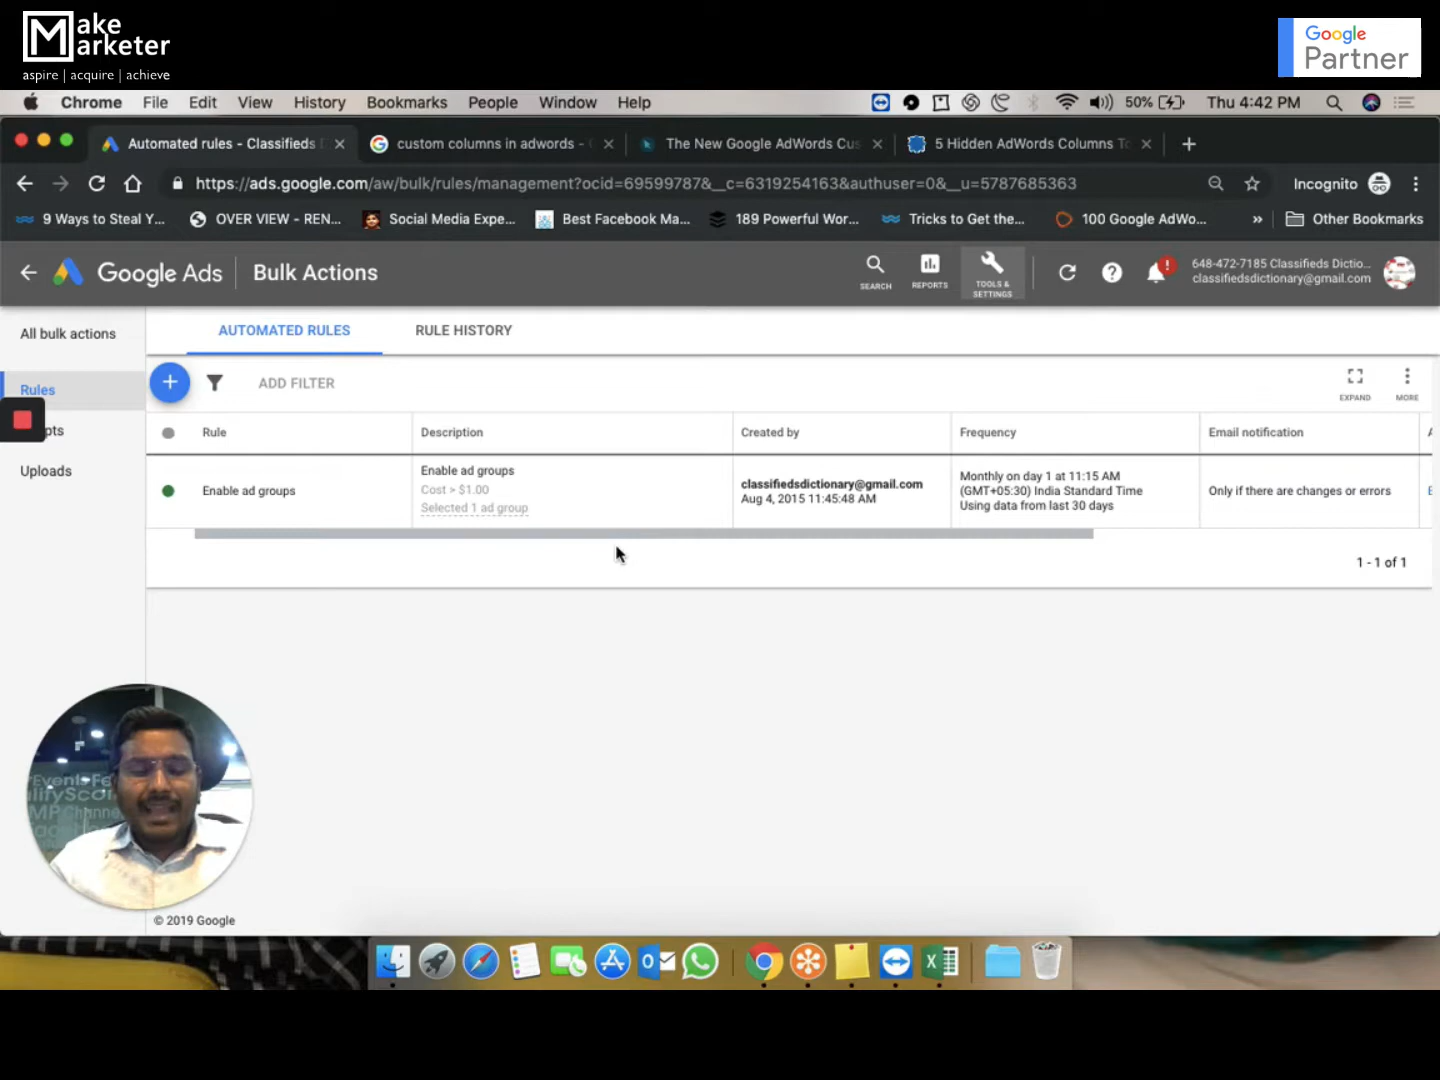 Make
Marketer
aspire | acquire | achieve
Google
Partner
Chrome File Edit View History Bookmarks People Window Help
50% Thu 4:42 PM
Automated rules - Classifieds
custom columns in adwords -
The New Google AdWords Cus
5 Hidden AdWords Columns To
https://ads.google.com/aw/bulk/rules/management?ocid=69599787&__c=6319254163&authuser=0&__u=5787685363
Incognito
9 Ways to Steal Y...
OVER VIEW - REN...
Social Media Expe...
Best Facebook Ma...
189 Powerful Wor...
Tricks to Get the...
100 Google AdWo...
»
Other Bookmarks
Google Ads
Bulk Actions
SEARCH
REPORTS
TOOLS &
SETTINGS
648-472-7185 Classifieds Dictio...
classifiedsdictionary@gmail.com
All bulk actions
Rules
pts
Uploads
AUTOMATED RULES
RULE HISTORY
ADD FILTER
EXPAND
MORE
Rule
Description
Created by
Frequency
Email notification
Enable ad groups
Enable ad groups
Cost > $1.00
Selected 1 ad group
classifiedsdictionary@gmail.com
Aug 4, 2015 11:45:48 AM
Monthly on day 1 at 11:15 AM
(GMT+05:30) India Standard Time
Using data from last 30 days
Only if there are changes or errors
1 - 1 of 1
© 2019 Google